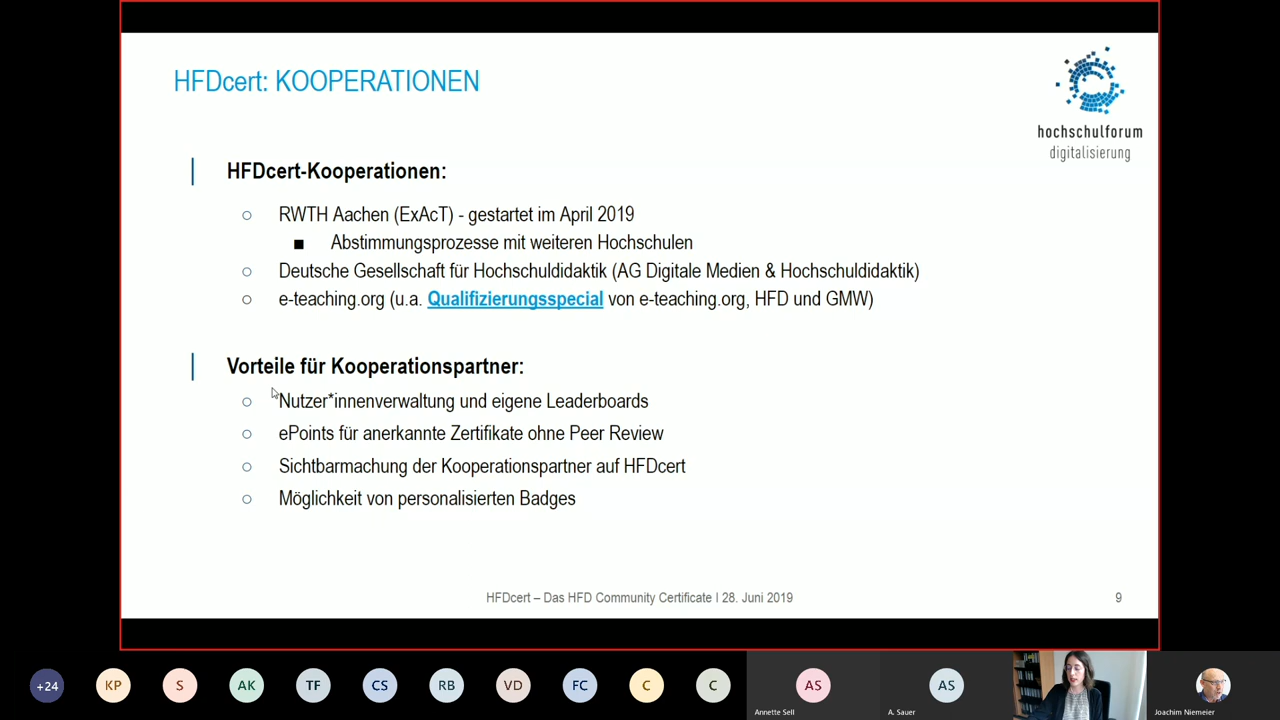 HFDcert: KOOPERATIONEN
hochschulforum
digitalisierung
HFDcert-Kooperationen:
RWTH Aachen (ExAcT) - gestartet im April 2019
Abstimmungsprozesse mit weiteren Hochschulen
Deutsche Gesellschaft für Hochschuldidaktik (AG Digitale Medien & Hochschuldidaktik)
e-teaching.org (u.a. Qualifizierungsspecial von e-teaching.org, HFD und GMW)
Vorteile für Kooperationspartner:
Nutzer*innenverwaltung und eigene Leaderboards
ePoints für anerkannte Zertifikate ohne Peer Review
Sichtbarmachung der Kooperationspartner auf HFDcert
Möglichkeit von personalisierten Badges
HFDcert – Das HFD Community Certificate I 28. Juni 2019
9
+24 KP S AK TF CS RB VD FC C C AS AS
Annette Sell A. Sauer Joachim Niemeier